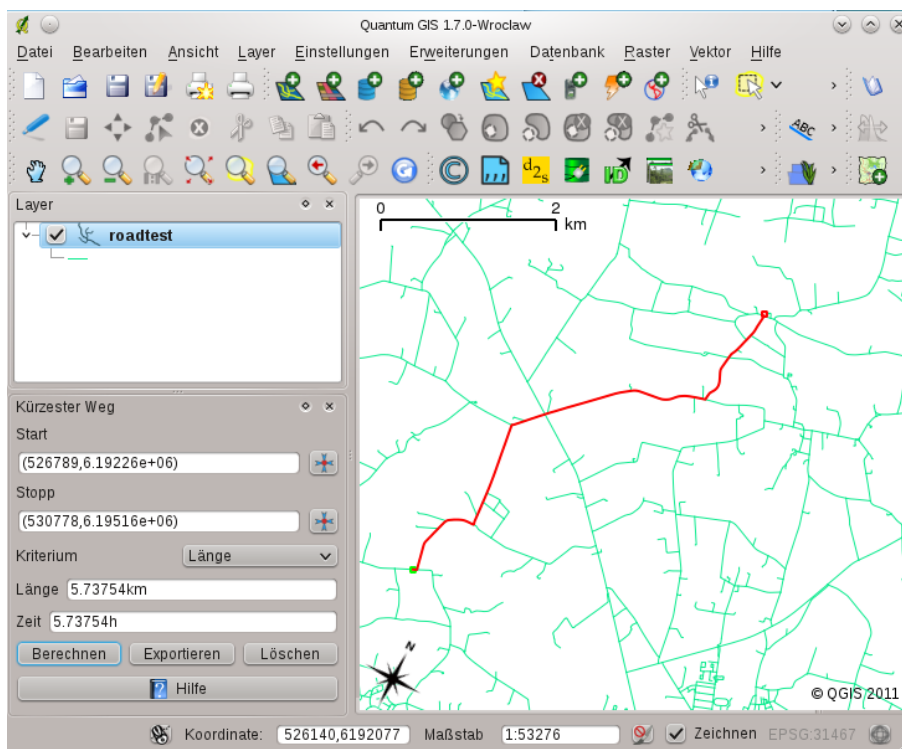 Quantum GIS 1.7.0-Wroclaw
Datei Bearbeiten Ansicht Layer Einstellungen Erweiterungen Datenbank Raster Vektor Hilfe
ABC
d2s
Layer
roadtest
0 2
km
Kürzester Weg
Start
(526789,6.19226e+06)
Stopp
(530778,6.19516e+06)
Kriterium Länge
Länge 5.73754km
Zeit 5.73754h
Berechnen Exportieren Löschen
Hilfe
N
© QGIS 2011
Koordinate: 526140,6192077 Maßstab 1:53276 Zeichnen EPSG:31467